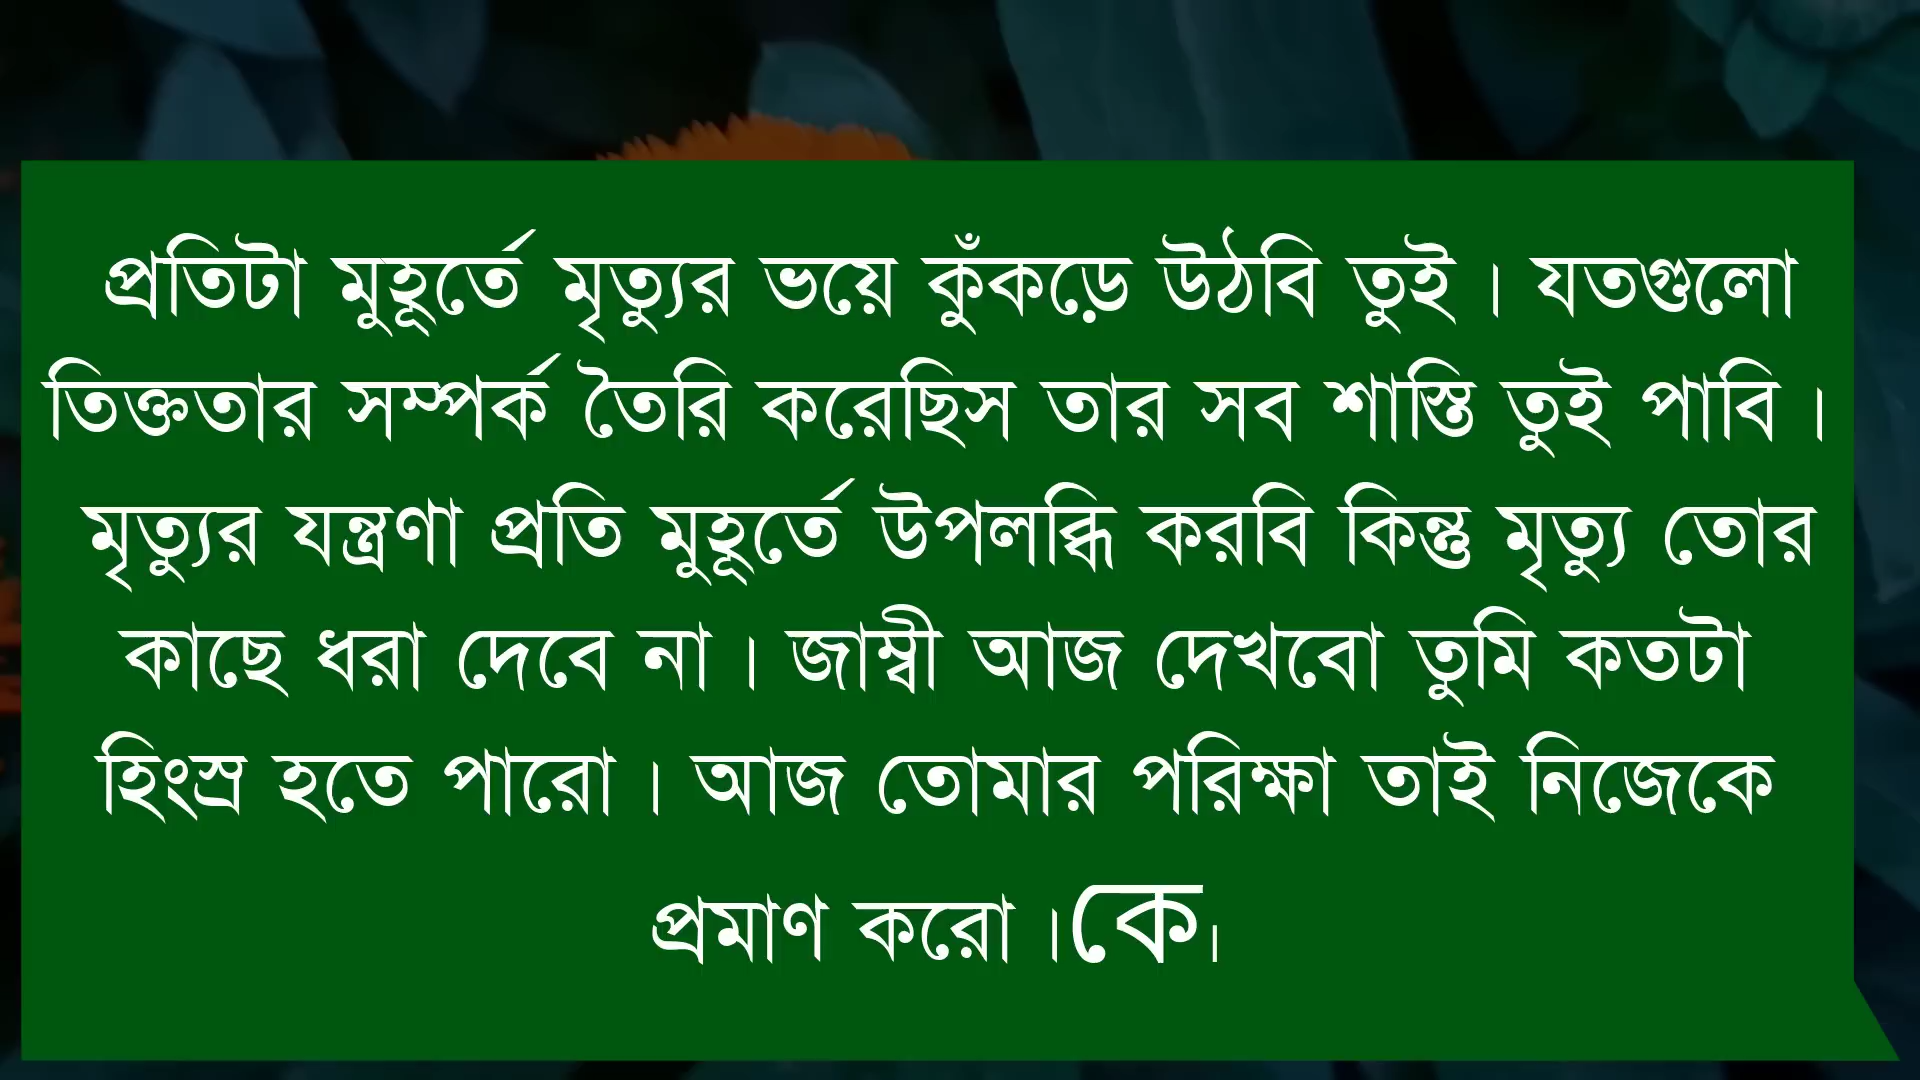 প্রতিটা মুহূর্তে মৃত্যুর ভয়ে কুঁকড়ে উঠবি তুই । যতগুলো
তিক্ততার সম্পর্ক তৈরি করেছিস তার সব শাস্তি তুই পাবি ।
মৃত্যুর যন্ত্রণা প্রতি মুহূর্তে উপলব্ধি করবি কিন্তু মৃত্যু তোর
কাছে ধরা দেবে না । জাম্বী আজ দেখবো তুমি কতটা
হিংস্র হতে পারো । আজ তোমার পরিক্ষা তাই নিজেকে
প্রমাণ করো ।কে।